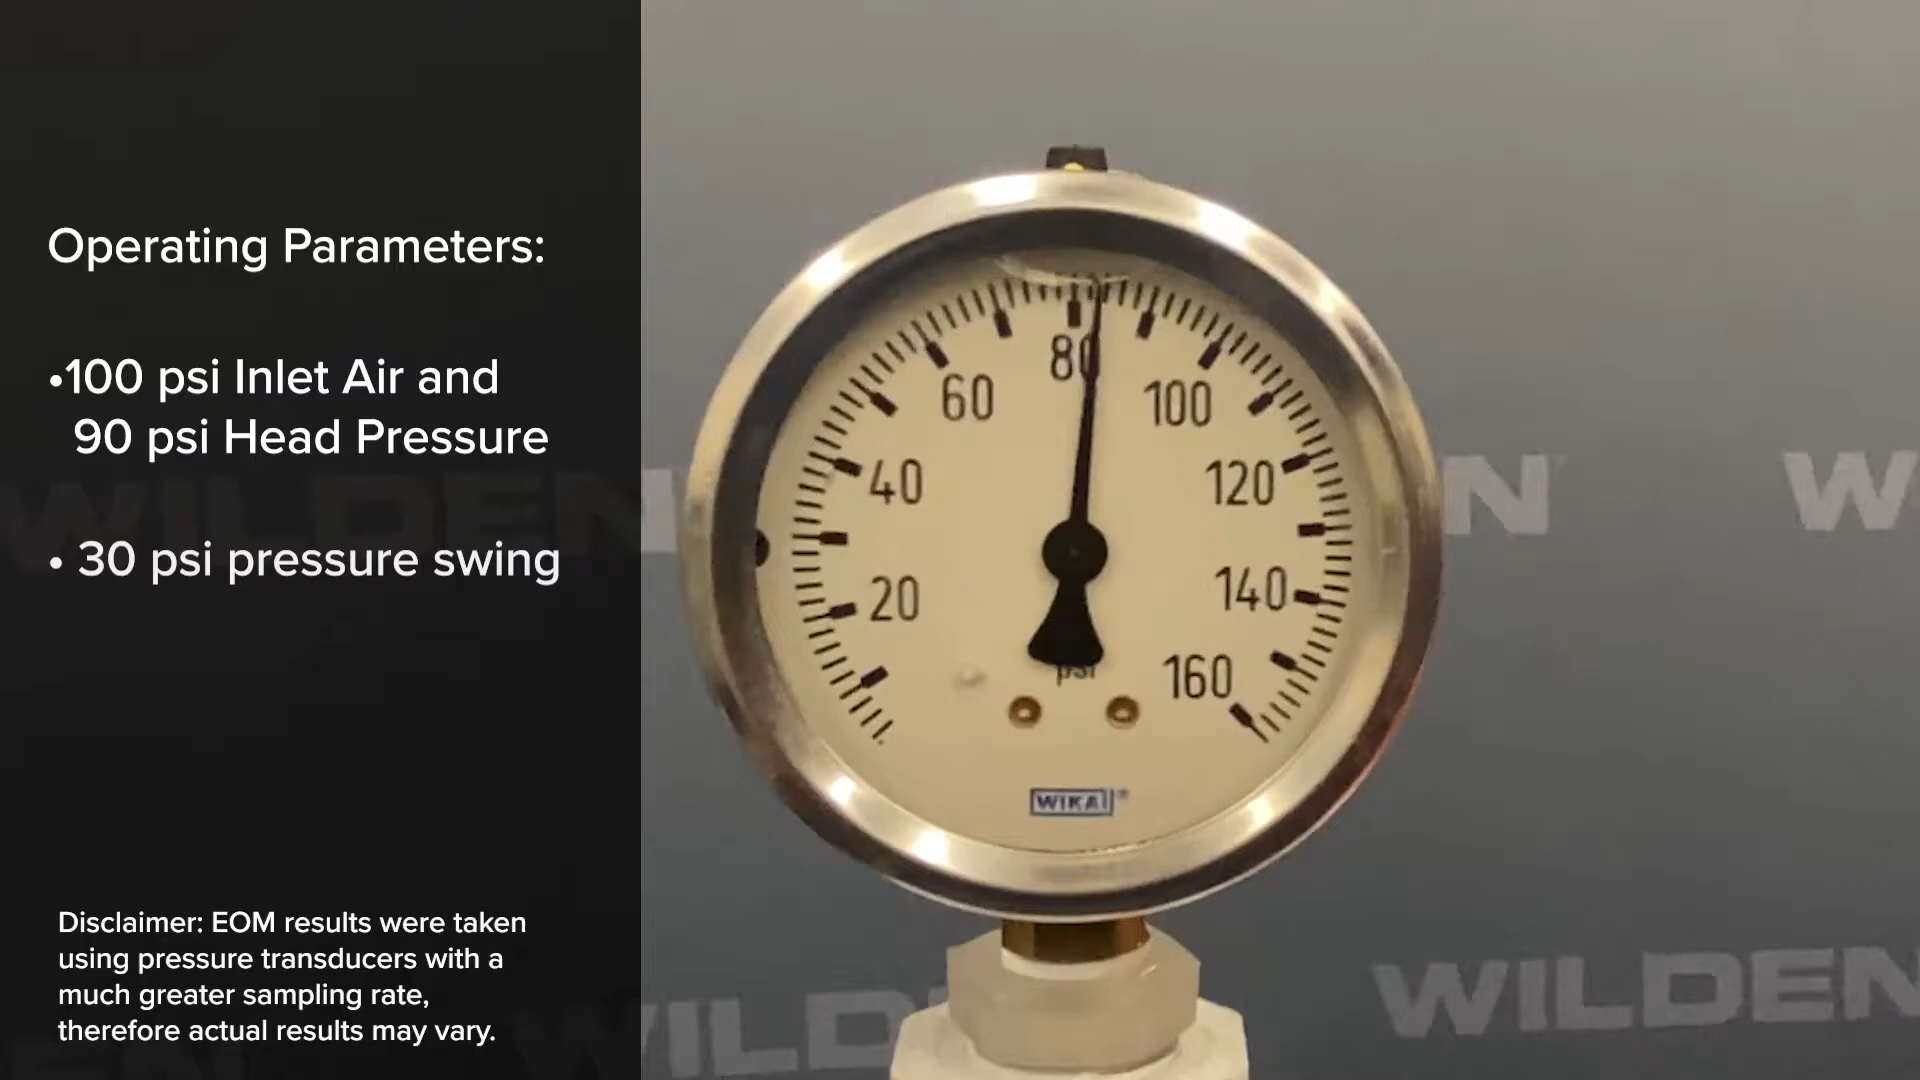 Operating Parameters:
•100 psi Inlet Air and
90 psi Head Pressure
• 30 psi pressure swing
Disclaimer: EOM results were taken
using pressure transducers with a
much greater sampling rate,
therefore actual results may vary.
80
60
100
40
120
20
140
160
psi
WIKA®
WILDEN
W
WILDEN
WILD